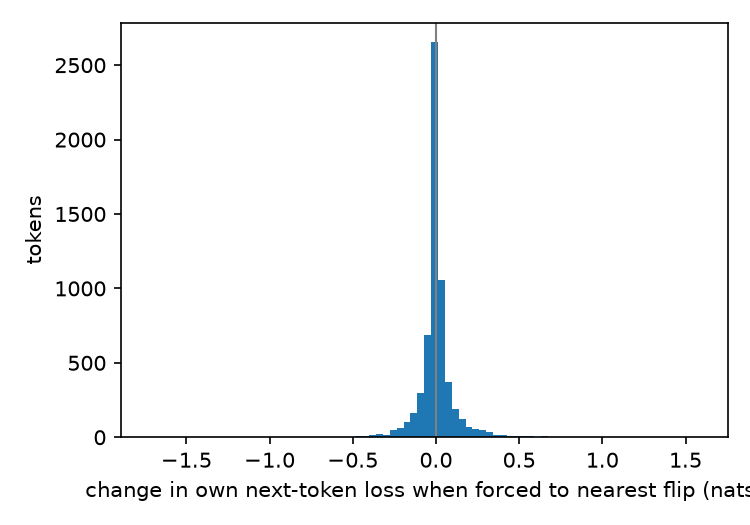 tokens
2500
2000
1500
1000
500
0
−1.5 −1.0 −0.5 0.0 0.5 1.0 1.5
change in own next-token loss when forced to nearest flip (nats